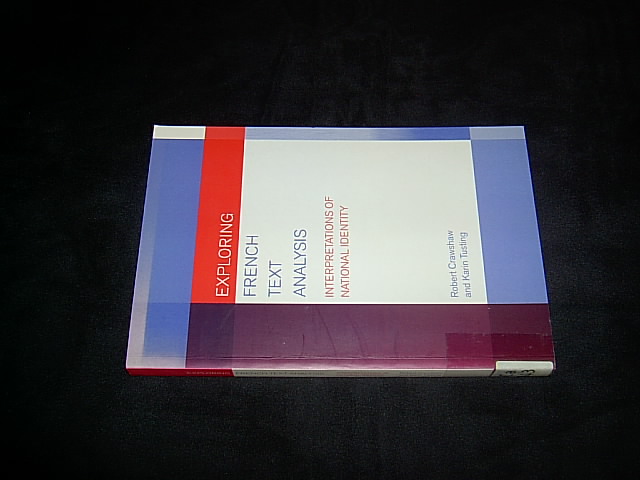 EXPLORING
FRENCH
TEXT
ANALYSIS
INTERPRETATIONS OF
NATIONAL IDENTITY
Robert Crawshaw
and Karin Tusting